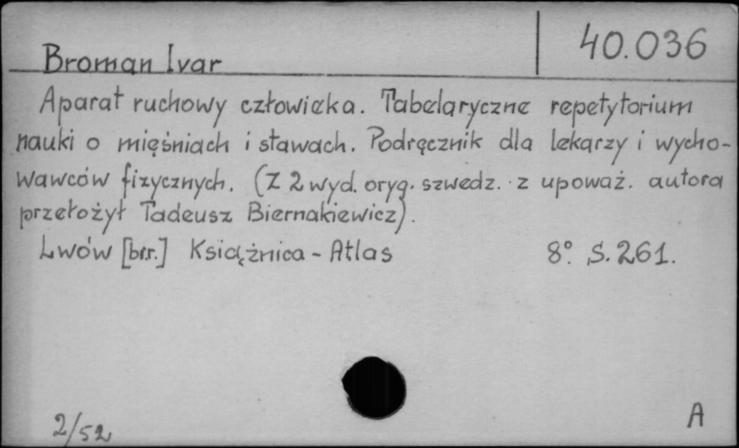 40.036
Broman Ivar
Aparat ruchowy człowieka. Tabelaryczne repetytorium
nauki o mięśniach i stawach. Podręcznik dla lekarzy i wycho-
wawców fizycznych. (Z 2 wyd. oryg. szwedz. z upoważ. autora
przełożył Tadeusz Biernakiewicz).
Lwów [b.r.] Książnica - Atlas 8° S. 261.
2/52 A